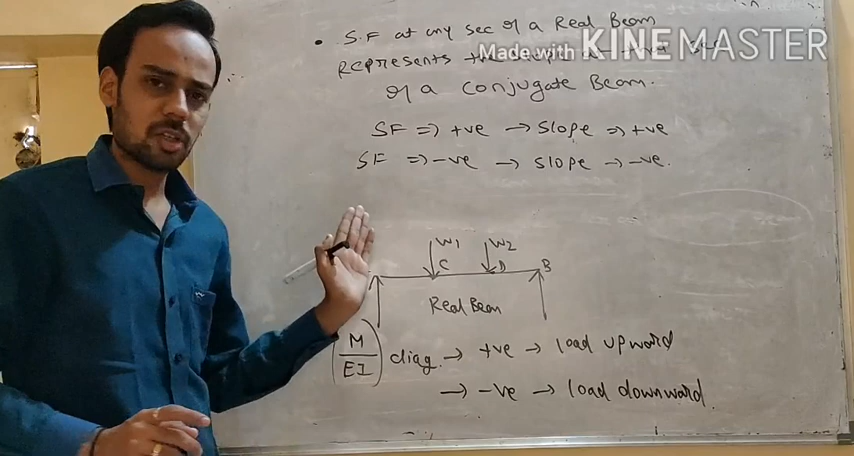 • S.F at any sec of a Real Beam
Made with KINEMASTER
Represents the
of a conjugate Beam.
SF => +ve → Slope => +ve
SF => -ve → Slope → -ve.
W1 W2
C D B
Real Beam
(M/EI) diag. → +ve → load upward
→ -ve → load downward